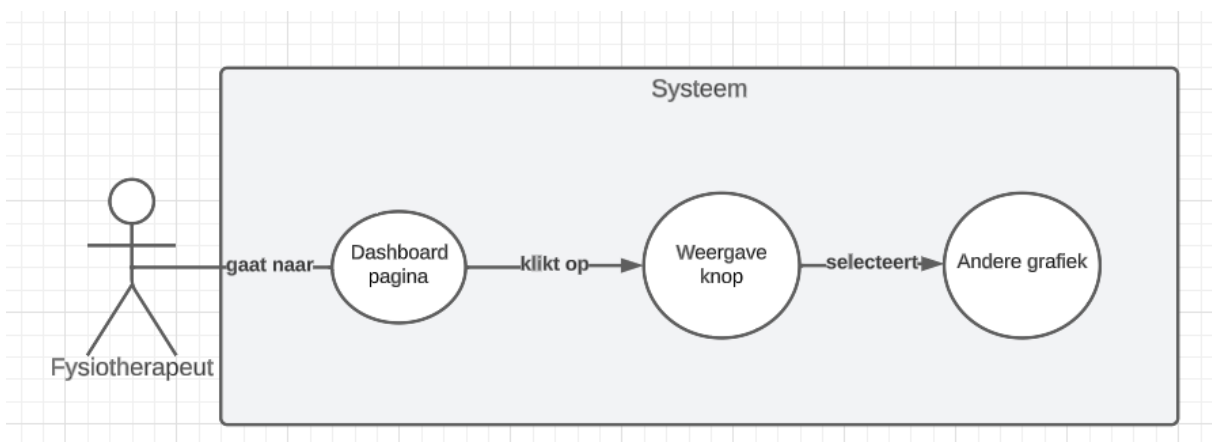 Systeem
Fysiotherapeut
gaat naar
Dashboard
pagina
klikt op
Weergave
knop
selecteert
Andere grafiek